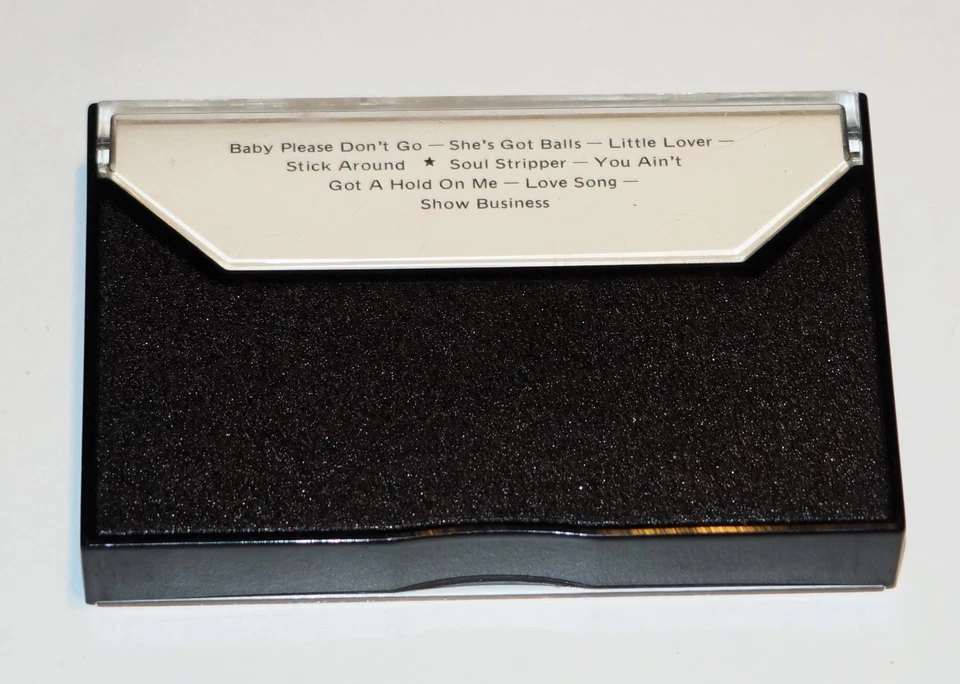 Baby Please Don't Go — She's Got Balls — Little Lover —
Stick Around ★ Soul Stripper — You Ain't
Got A Hold On Me — Love Song —
Show Business